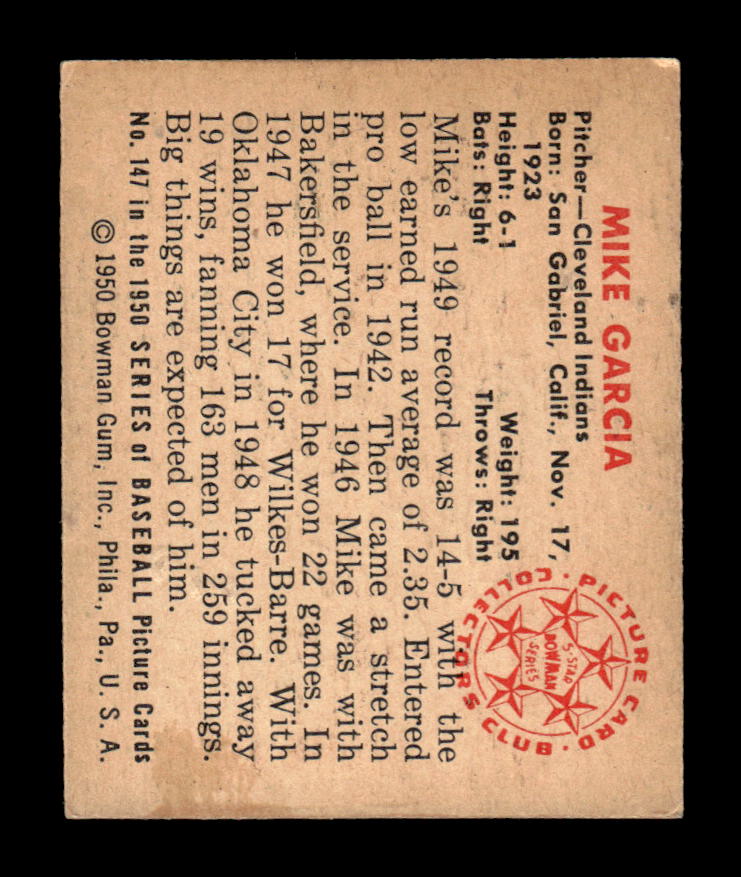 MIKE GARCIA
Pitcher—Cleveland Indians
Born: San Gabriel, Calif., Nov. 17,
1923
Height: 6-1 Weight: 195
Bats: Right Throws: Right
Mike's 1949 record was 14-5 with the
low earned run average of 2.35. Entered
pro ball in 1942. Then came a stretch
in the service. In 1946 Mike was with
Bakersfield, where he won 22 games. In
1947 he won 17 for Wilkes-Barre. With
Oklahoma City in 1948 he tucked away
19 wins, fanning 163 men in 259 innings.
Big things are expected of him.
No. 147 in the 1950 SERIES of BASEBALL Picture Cards
© 1950 Bowman Gum, Inc., Phila., Pa., U. S. A.
PICTURE CARD · COLLECTORS CLUB ·
5-STAR
BOWMAN
SERIES